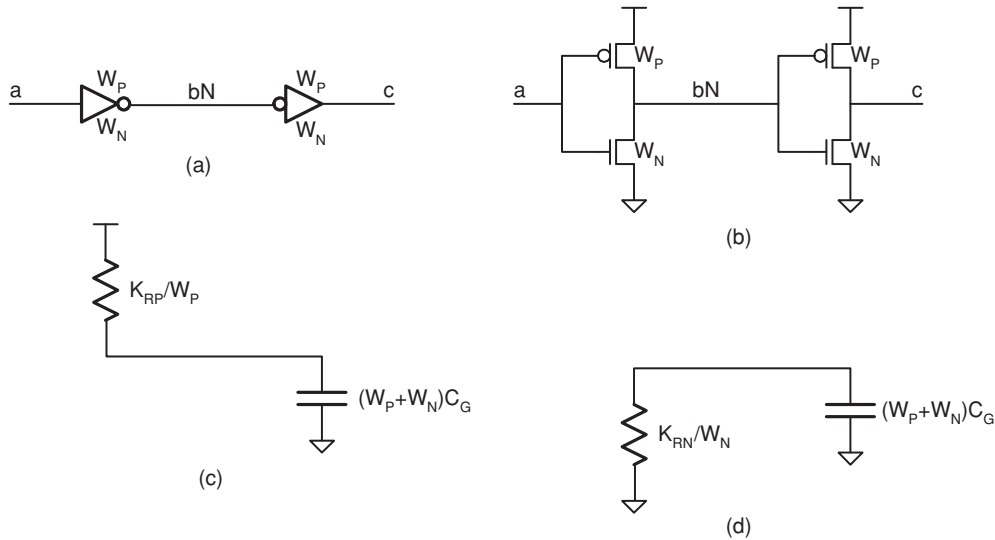 W_P
W_P
a
bN
c
W_N
W_N
(a)
W_P
W_P
a
bN
c
W_N
W_N
(b)
K_RP/W_P
(W_P+W_N)C_G
(c)
K_RN/W_N
(W_P+W_N)C_G
(d)